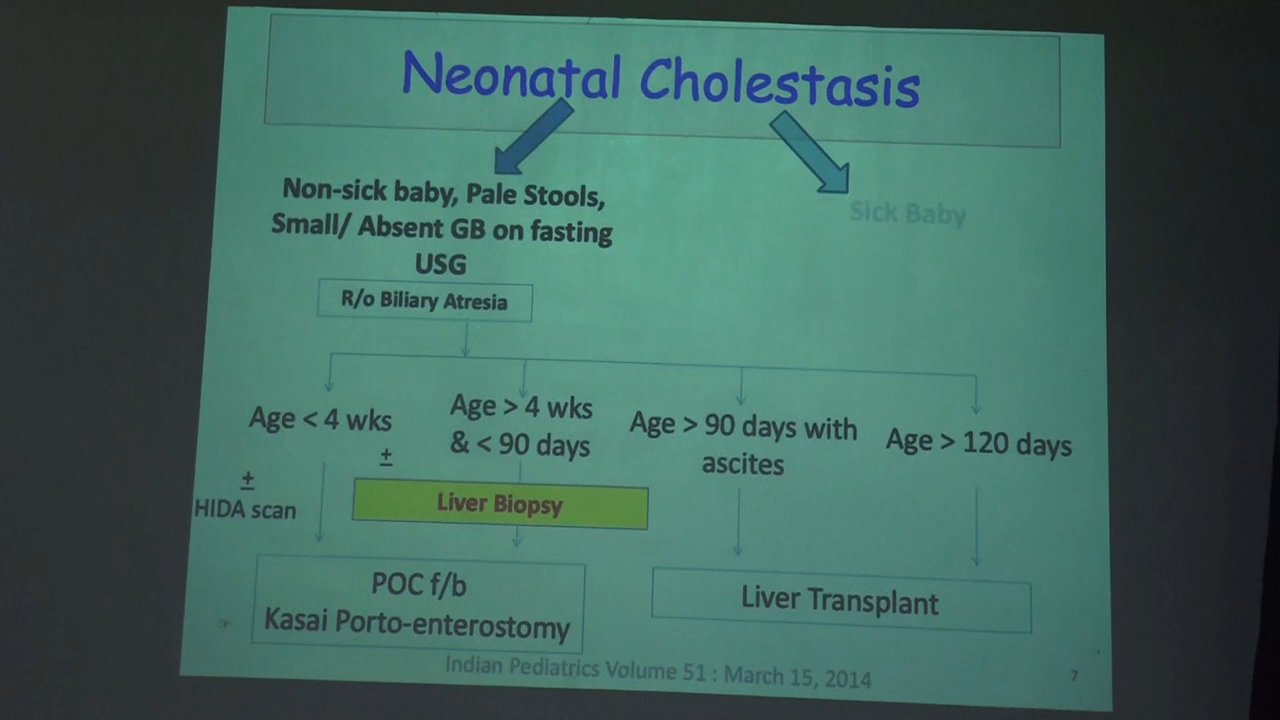 Neonatal Cholestasis
Non-sick baby, Pale Stools,
Small/ Absent GB on fasting
USG
Sick Baby
R/o Biliary Atresia
Age < 4 wks
Age > 4 wks
& < 90 days
Age > 90 days with
ascites
Age > 120 days
±
±
HIDA scan
Liver Biopsy
POC f/b
Kasai Porto-enterostomy
Liver Transplant
Indian Pediatrics Volume 51 : March 15, 2014
7